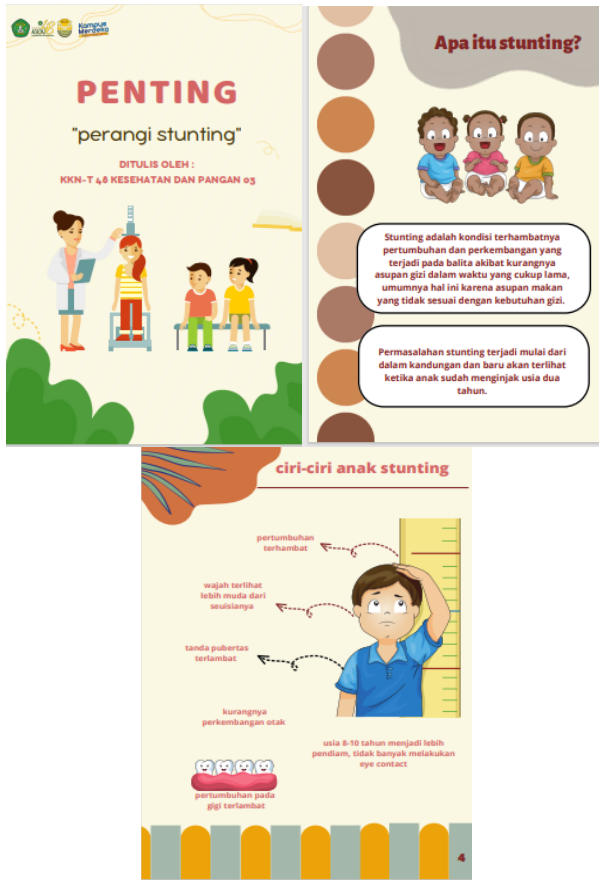 Kampus
Merdeka
PENTING
"perangi stunting"
DITULIS OLEH :
KKN-T 48 KESEHATAN DAN PANGAN 03
Apa itu stunting?
Stunting adalah kondisi terhambatnya
pertumbuhan dan perkembangan yang
terjadi pada balita akibat kurangnya
asupan gizi dalam waktu yang cukup lama,
umumnya hal ini karena asupan makan
yang tidak sesuai dengan kebutuhan gizi.
Permasalahan stunting terjadi mulai dari
dalam kandungan dan baru akan terlihat
ketika anak sudah menginjak usia dua
tahun.
ciri-ciri anak stunting
pertumbuhan
terhambat
wajah terlihat
lebih muda dari
seuisianya
tanda pubertas
terlambat
kurangnya
perkembangan otak
usia 8-10 tahun menjadi lebih
pendiam, tidak banyak melakukan
eye contact
pertumbuhan pada
gigi terlambat
4